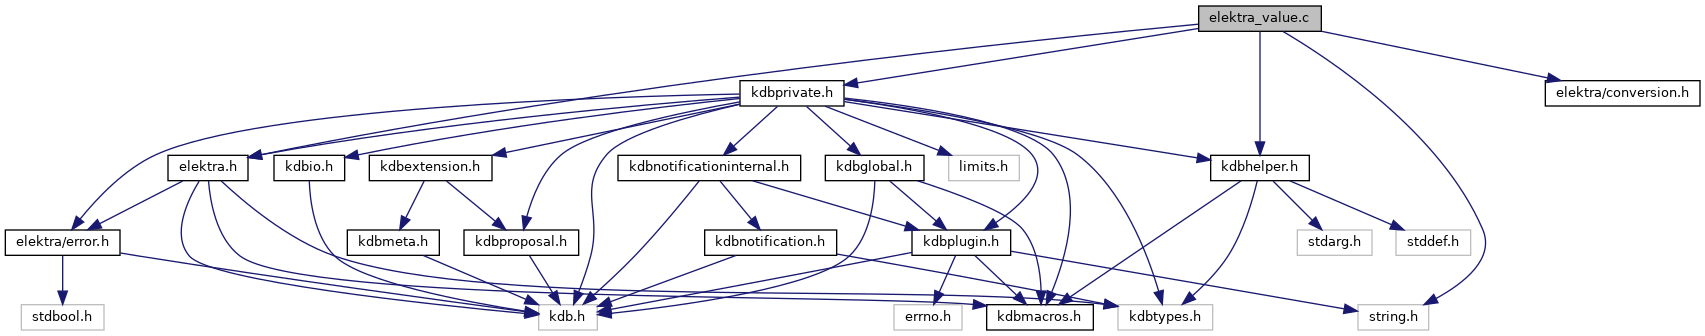 elektra_value.c
kdbprivate.h
elektra/conversion.h
elektra.h
kdbio.h
kdbextension.h
kdbnotificationinternal.h
kdbglobal.h
limits.h
kdbhelper.h
elektra/error.h
kdbmeta.h
kdbproposal.h
kdbnotification.h
kdbplugin.h
stdarg.h
stddef.h
stdbool.h
kdb.h
errno.h
kdbmacros.h
kdbtypes.h
string.h